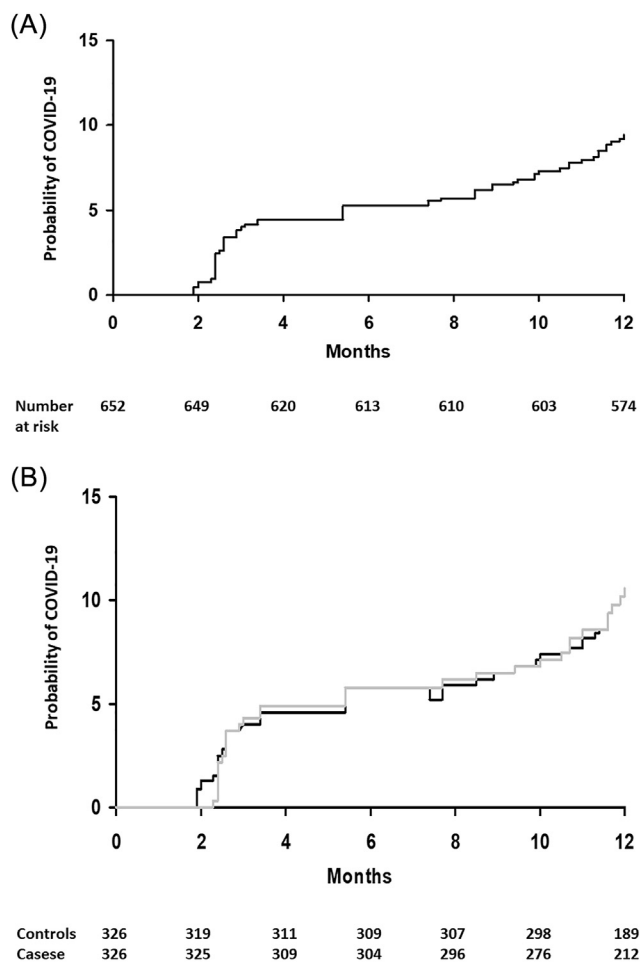 (A)
15
10
5
0
Probability of COVID-19
0 2 4 6 8 10 12
Months
Number at risk 652 649 620 613 610 603 574
(B)
15
10
5
0
Probability of COVID-19
0 2 4 6 8 10 12
Months
Controls 326 319 311 309 307 298 189
Casese 326 325 309 304 296 276 212